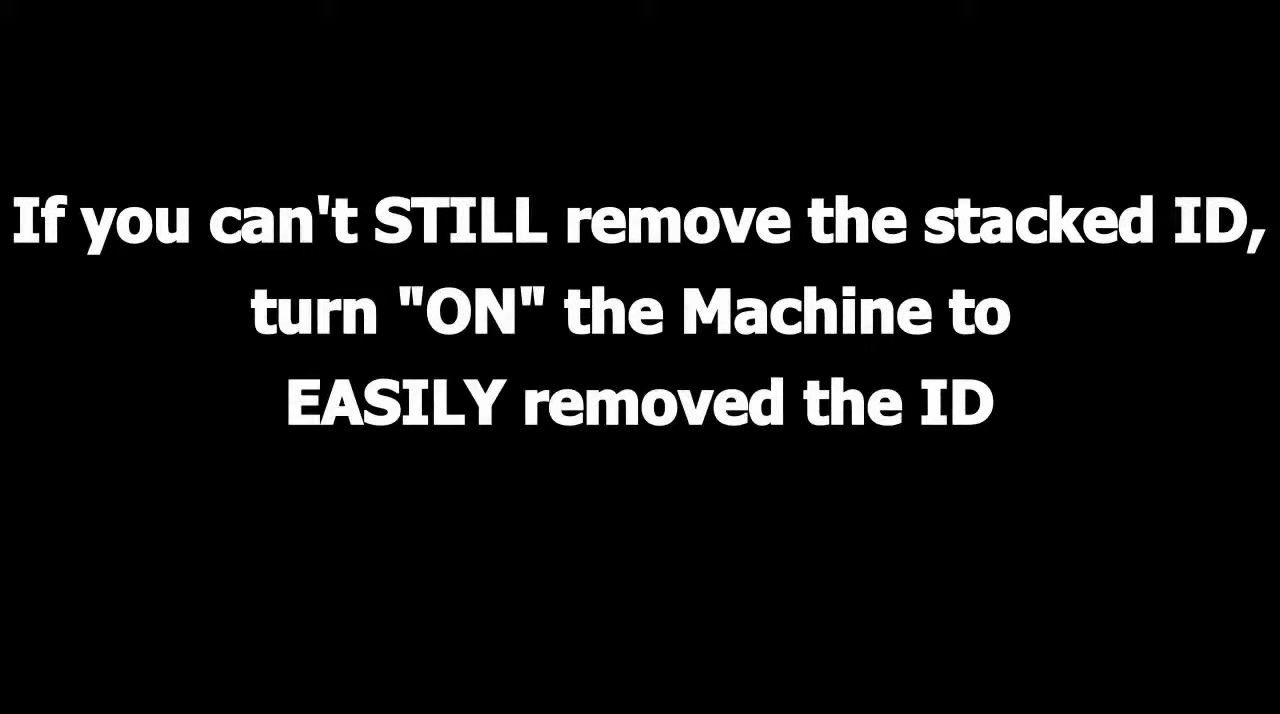 If you can't STILL remove the stacked ID,
turn "ON" the Machine to
EASILY removed the ID